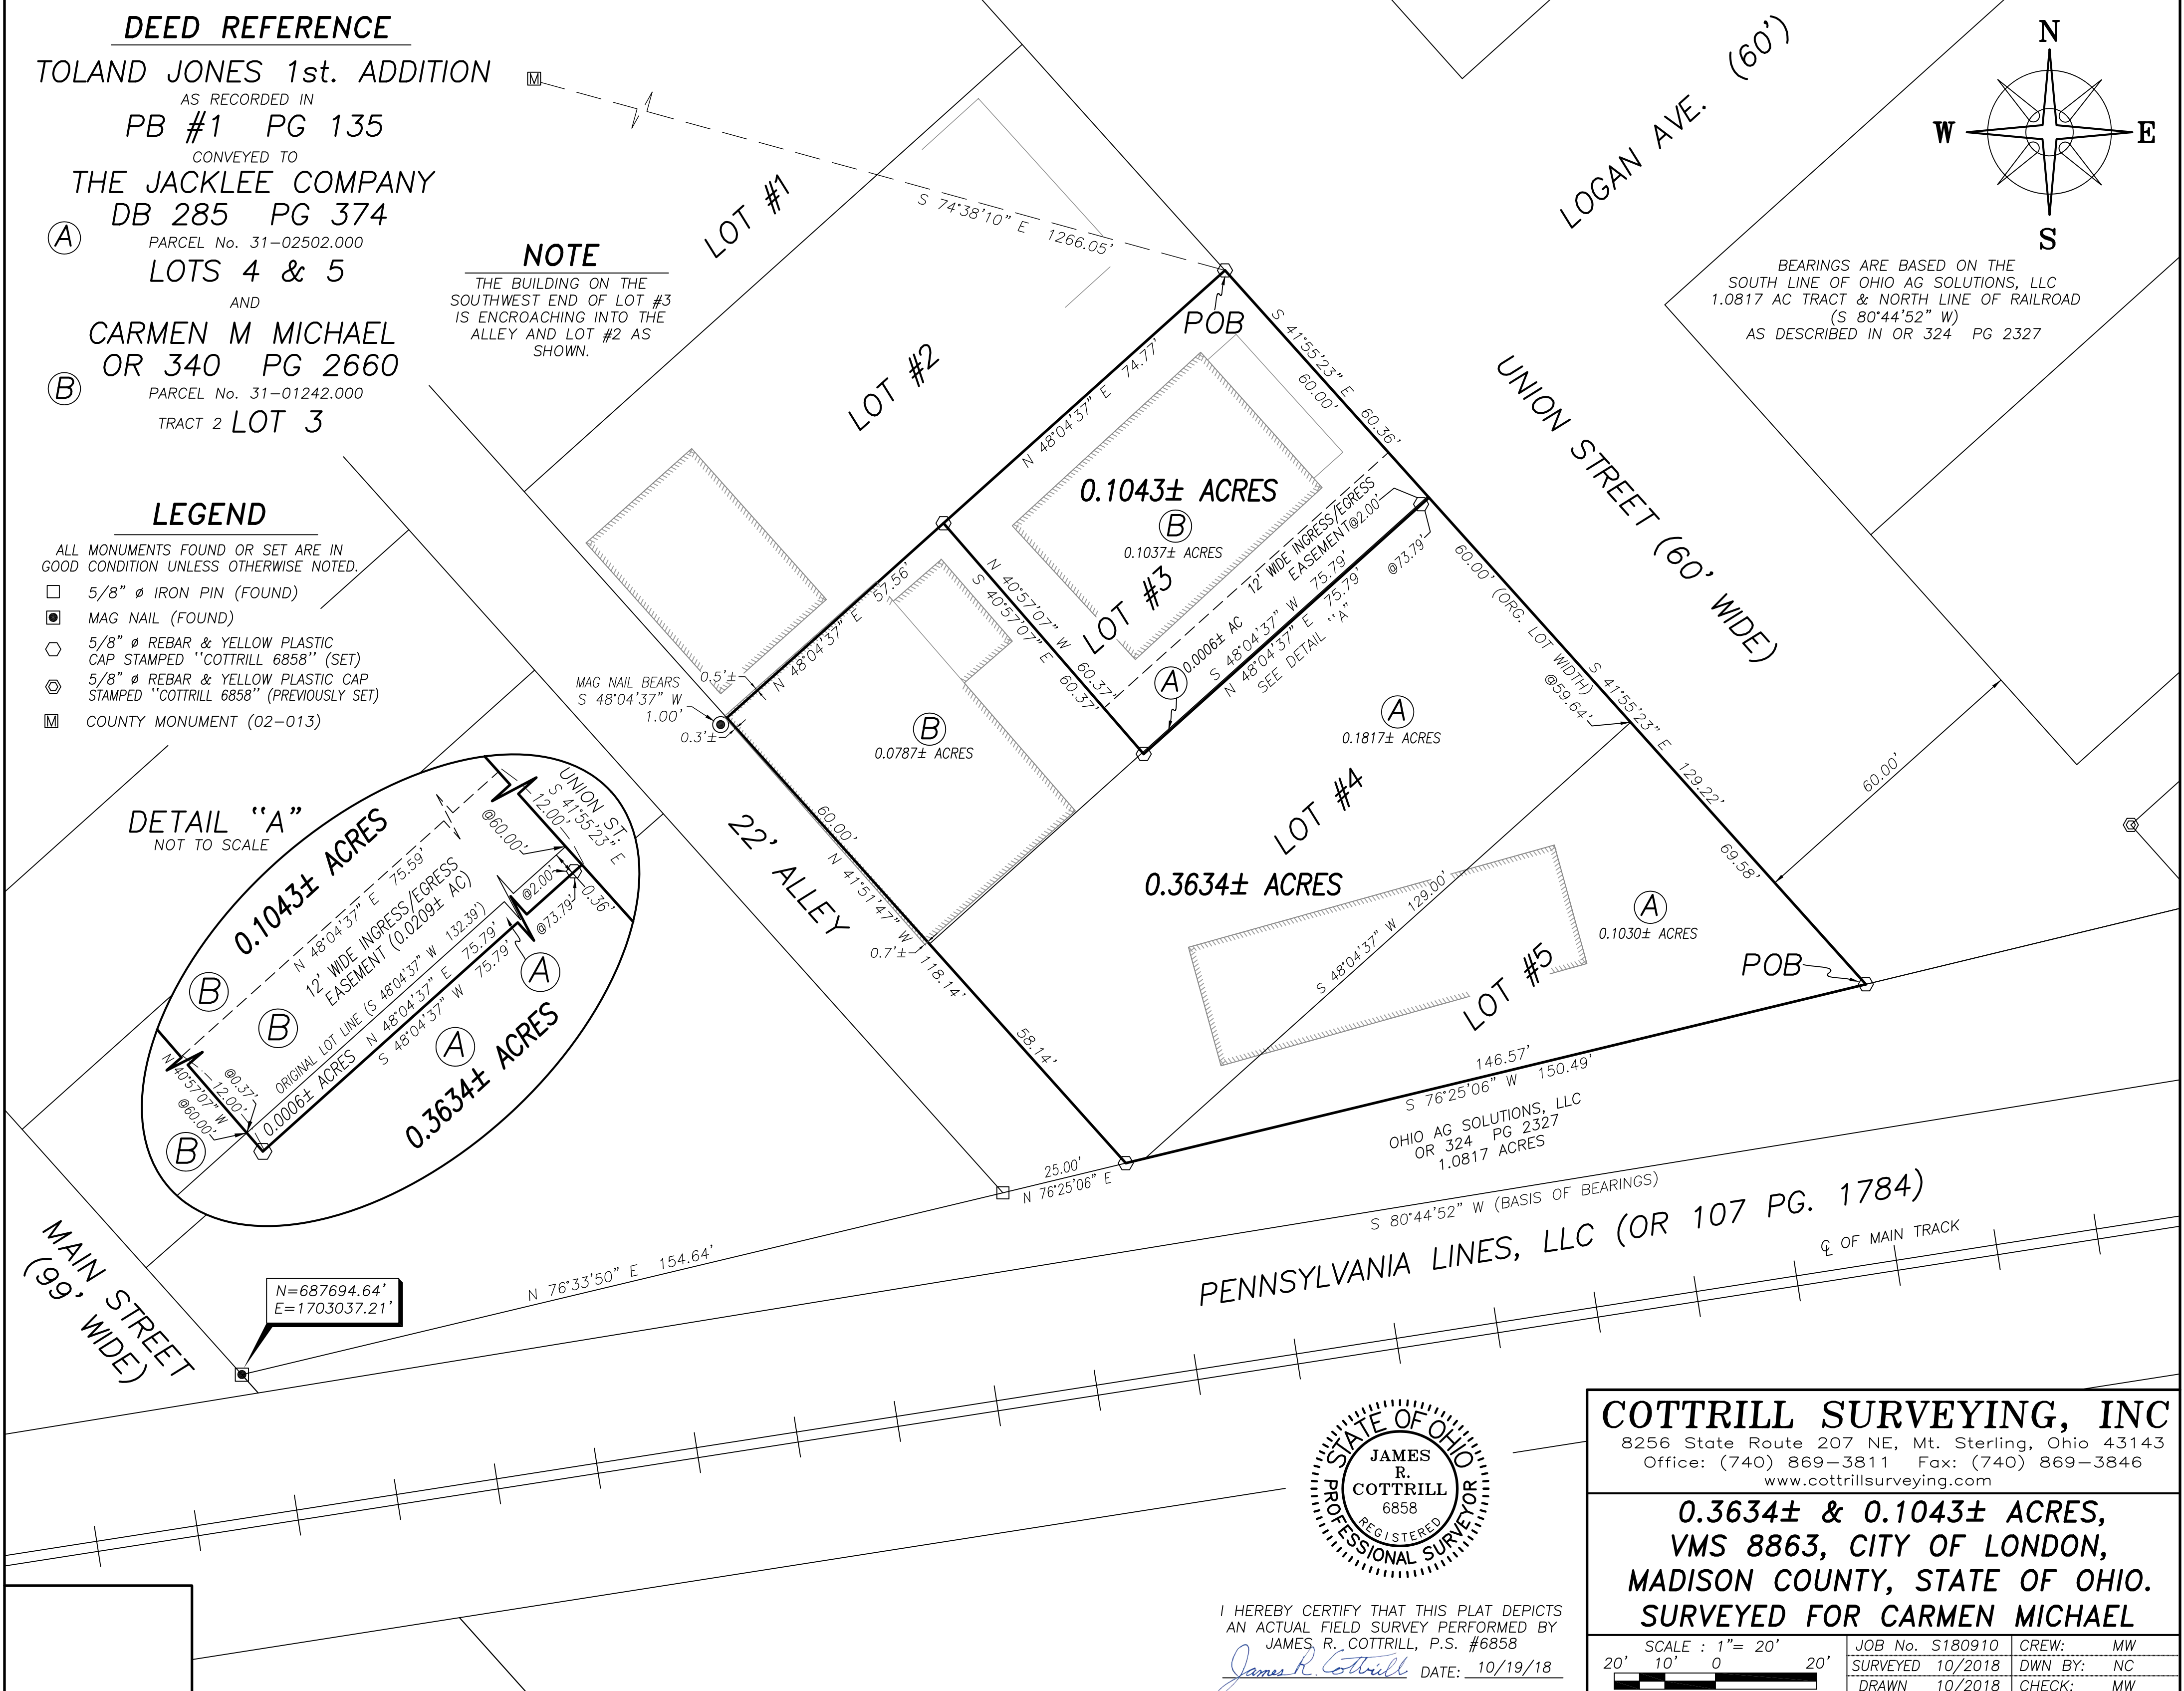 DEED REFERENCE
TOLAND JONES 1st. ADDITION
AS RECORDED IN
PB #1 PG 135
CONVEYED TO
THE JACKLEE COMPANY
DB 285 PG 374
A
PARCEL No. 31-02502.000
LOTS 4 & 5
AND
CARMEN M MICHAEL
OR 340 PG 2660
B
PARCEL No. 31-01242.000
TRACT 2 LOT 3
LEGEND
ALL MONUMENTS FOUND OR SET ARE IN
GOOD CONDITION UNLESS OTHERWISE NOTED.
5/8" ø IRON PIN (FOUND)
MAG NAIL (FOUND)
5/8" ø REBAR & YELLOW PLASTIC
CAP STAMPED "COTTRILL 6858" (SET)
5/8" ø REBAR & YELLOW PLASTIC CAP
STAMPED "COTTRILL 6858" (PREVIOUSLY SET)
M
COUNTY MONUMENT (02-013)
NOTE
THE BUILDING ON THE
SOUTHWEST END OF LOT #3
IS ENCROACHING INTO THE
ALLEY AND LOT #2 AS
SHOWN.
M
S 74°38'10" E 1266.05'
LOT #1
LOT #2
POB
LOGAN AVE. (60')
N
W
E
S
BEARINGS ARE BASED ON THE
SOUTH LINE OF OHIO AG SOLUTIONS, LLC
1.0817 AC TRACT & NORTH LINE OF RAILROAD
(S 80°44'52" W)
AS DESCRIBED IN OR 324 PG 2327
UNION STREET (60' WIDE)
S 41°55'23" E 60.36'
60.00'
N 48°04'37" E 74.77'
0.1043± ACRES
B
0.1037± ACRES
LOT #3
12' WIDE INGRESS/EGRESS
EASEMENT
@2.00'
@73.79'
0.0006± AC
S 48°04'37" W 75.79'
N 48°04'37" E 75.79'
SEE DETAIL "A"
A
N 40°57'07" W 60.37'
S 40°57'07" E 60.37'
N 48°04'37" E 57.56'
0.5'±
MAG NAIL BEARS
S 48°04'37" W
1.00'
0.3'±
B
0.0787± ACRES
60.00' (ORG. LOT WIDTH)
@59.64'
S 41°55'23" E 129.22'
69.58'
60.00'
A
0.1817± ACRES
LOT #4
0.3634± ACRES
S 48°04'37" W 129.00'
A
0.1030± ACRES
LOT #5
POB
22' ALLEY
60.00'
N 41°51'47" W 118.14'
0.7'±
58.14'
146.57'
S 76°25'06" W 150.49'
OHIO AG SOLUTIONS, LLC
OR 324 PG 2327
1.0817 ACRES
25.00'
N 76°25'06" E
S 80°44'52" W (BASIS OF BEARINGS)
PENNSYLVANIA LINES, LLC (OR 107 PG. 1784)
℄ OF MAIN TRACK
N 76°33'50" E 154.64'
N=687694.64'
E=1703037.21'
MAIN STREET
(99' WIDE)
DETAIL "A"
NOT TO SCALE
0.1043± ACRES
UNION ST.
S 41°55'23" E
12.00'
@60.00'
@2.00'
0.36'
@73.79'
N 48°04'37" E 75.59'
12' WIDE INGRESS/EGRESS
EASEMENT (0.0209± AC)
ORIGINAL LOT LINE (S 48°04'37" W 132.39')
0.0006± ACRES N 48°04'37" E 75.79'
S 48°04'37" W 75.79'
B
B
B
A
A
@0.37'
12.00'
N 40°57'07" W
@60.00'
0.3634± ACRES
STATE OF OHIO
JAMES
R.
COTTRILL
6858
REGISTERED
PROFESSIONAL SURVEYOR
I HEREBY CERTIFY THAT THIS PLAT DEPICTS
AN ACTUAL FIELD SURVEY PERFORMED BY
JAMES R. COTTRILL, P.S. #6858
James R. Cottrill DATE: 10/19/18
COTTRILL SURVEYING, INC
8256 State Route 207 NE, Mt. Sterling, Ohio 43143
Office: (740) 869-3811 Fax: (740) 869-3846
www.cottrillsurveying.com
0.3634± & 0.1043± ACRES,
VMS 8863, CITY OF LONDON,
MADISON COUNTY, STATE OF OHIO.
SURVEYED FOR CARMEN MICHAEL
SCALE : 1"= 20'
20' 10' 0 20'
JOB No. S180910 CREW: MW
SURVEYED 10/2018 DWN BY: NC
DRAWN 10/2018 CHECK: MW